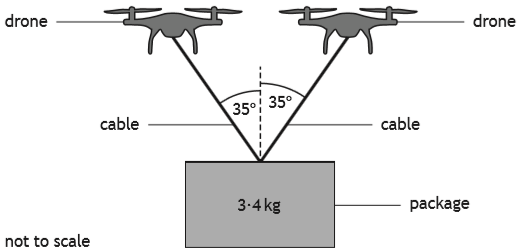 drone
drone
35°
35°
cable
cable
3·4 kg
package
not to scale